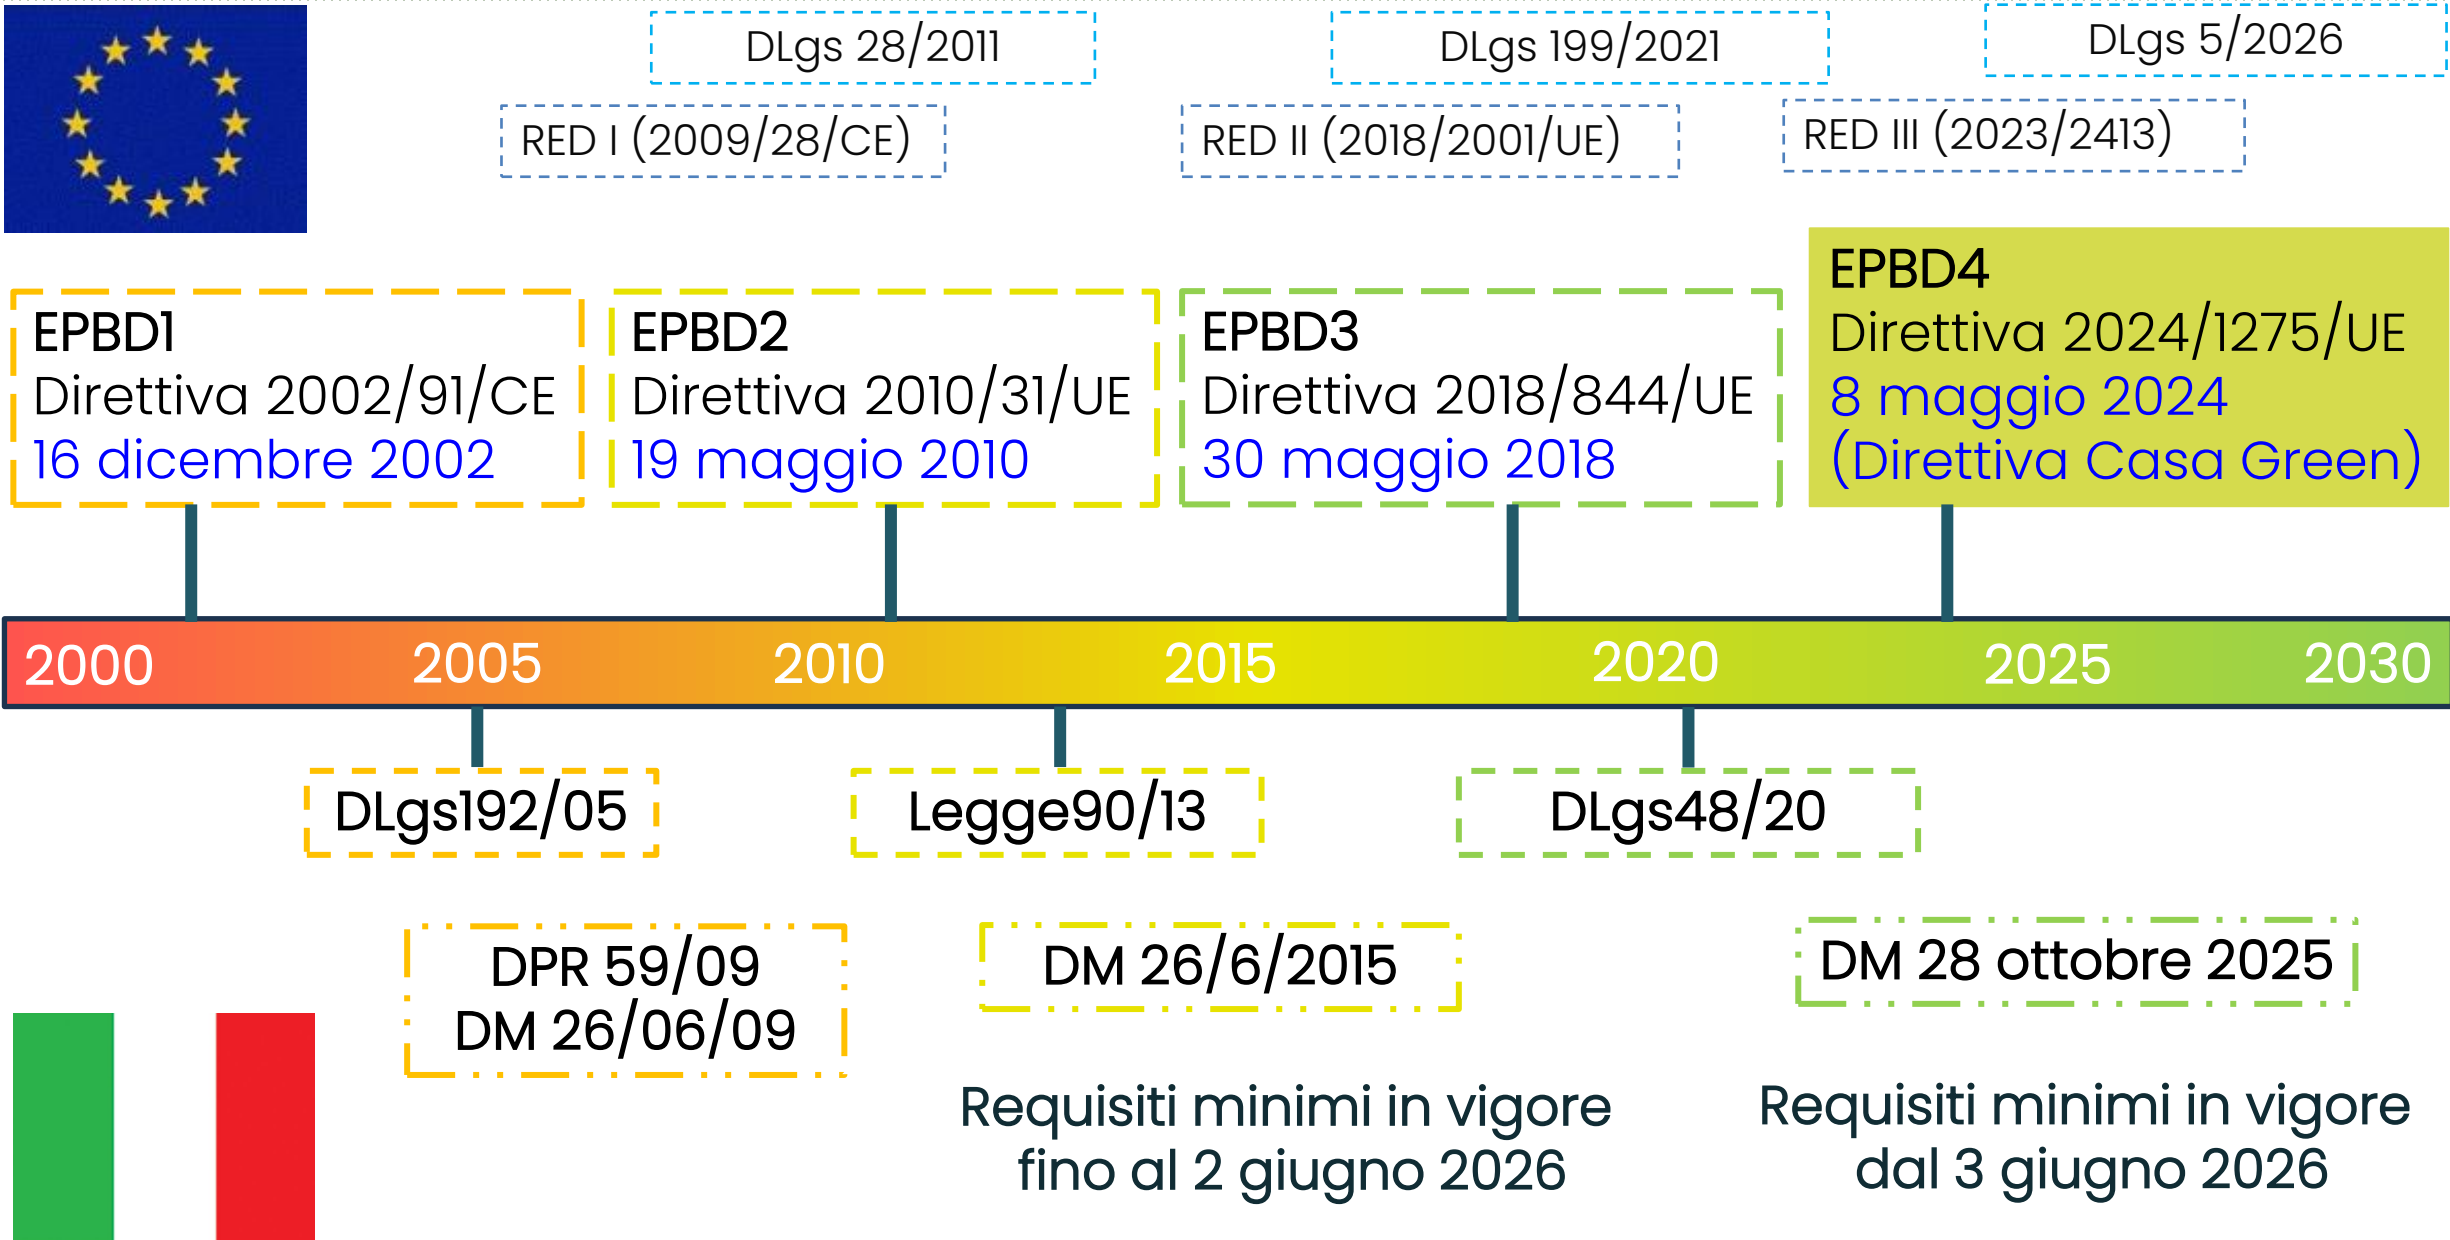 DLgs 28/2011
DLgs 199/2021
DLgs 5/2026
RED I (2009/28/CE)
RED II (2018/2001/UE)
RED III (2023/2413)
EPBD1
Direttiva 2002/91/CE
16 dicembre 2002
EPBD2
Direttiva 2010/31/UE
19 maggio 2010
EPBD3
Direttiva 2018/844/UE
30 maggio 2018
EPBD4
Direttiva 2024/1275/UE
8 maggio 2024
(Direttiva Casa Green)
2000 2005 2010 2015 2020 2025 2030
DLgs192/05
Legge90/13
DLgs48/20
DPR 59/09
DM 26/06/09
DM 26/6/2015
DM 28 ottobre 2025
Requisiti minimi in vigore
fino al 2 giugno 2026
Requisiti minimi in vigore
dal 3 giugno 2026